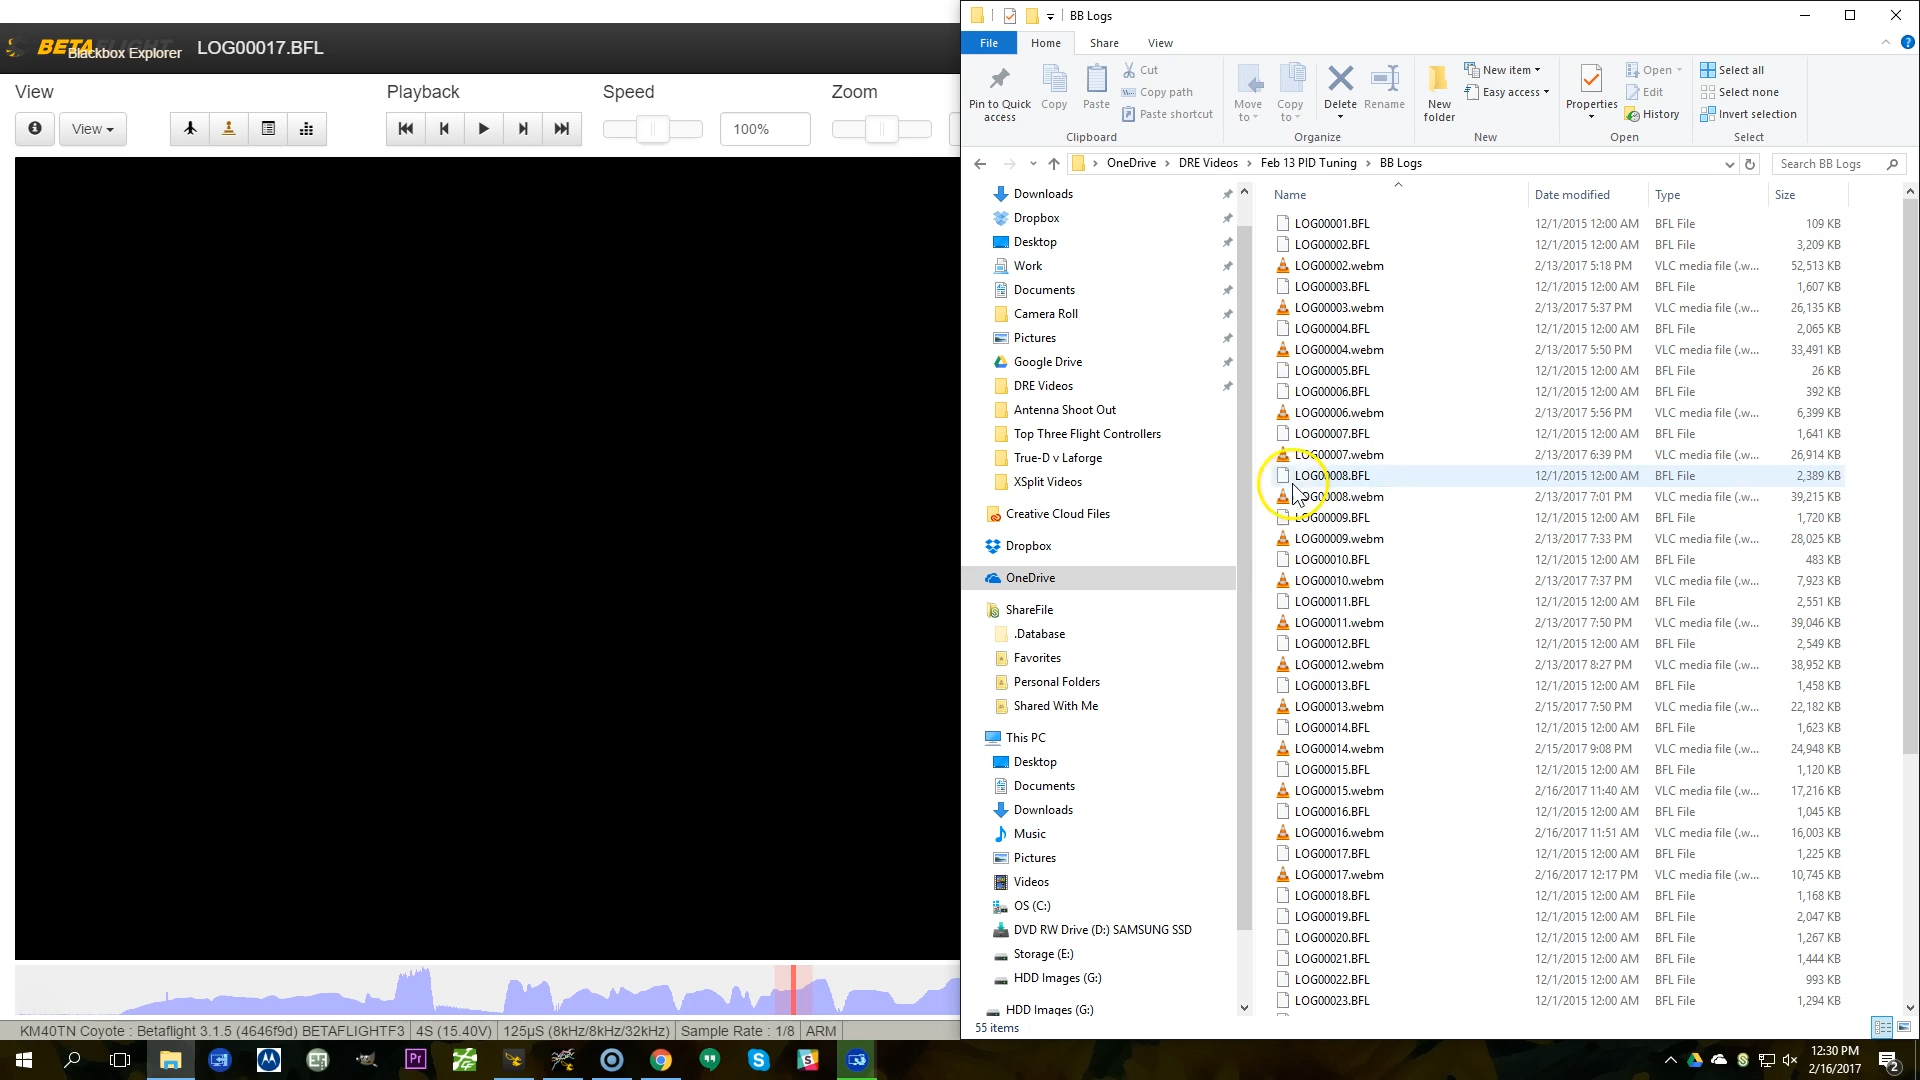 BETAFLIGHT
Blackbox Explorer
LOG00017.BFL
View
Playback
Speed
Zoom
View
100%
KM40TN Coyote : Betaflight 3.1.5 (4646f9d) BETAFLIGHTF3
4S (15.40V)
125µS (8kHz/8kHz/32kHz)
Sample Rate : 1/8
ARM
BB Logs
File
Home
Share
View
Pin to Quick
access
Copy
Paste
Cut
Copy path
Paste shortcut
Clipboard
Move
to
Copy
to
Delete
Rename
Organize
New
folder
New item
Easy access
New
Properties
Open
Edit
History
Open
Select all
Select none
Invert selection
Select
OneDrive > DRE Videos > Feb 13 PID Tuning > BB Logs
Search BB Logs
Downloads
Dropbox
Desktop
Work
Documents
Camera Roll
Pictures
Google Drive
DRE Videos
Antenna Shoot Out
Top Three Flight Controllers
True-D v Laforge
XSplit Videos
Creative Cloud Files
Dropbox
OneDrive
ShareFile
.Database
Favorites
Personal Folders
Shared With Me
This PC
Desktop
Documents
Downloads
Music
Pictures
Videos
OS (C:)
DVD RW Drive (D:) SAMSUNG SSD
Storage (E:)
HDD Images (G:)
HDD Images (G:)
Name Date modified Type Size
LOG00001.BFL 12/1/2015 12:00 AM BFL File 109 KB
LOG00002.BFL 12/1/2015 12:00 AM BFL File 3,209 KB
LOG00002.webm 2/13/2017 5:18 PM VLC media file (.w... 52,513 KB
LOG00003.BFL 12/1/2015 12:00 AM BFL File 1,607 KB
LOG00003.webm 2/13/2017 5:37 PM VLC media file (.w... 26,135 KB
LOG00004.BFL 12/1/2015 12:00 AM BFL File 2,065 KB
LOG00004.webm 2/13/2017 5:50 PM VLC media file (.w... 33,491 KB
LOG00005.BFL 12/1/2015 12:00 AM BFL File 26 KB
LOG00006.BFL 12/1/2015 12:00 AM BFL File 392 KB
LOG00006.webm 2/13/2017 5:56 PM VLC media file (.w... 6,399 KB
LOG00007.BFL 12/1/2015 12:00 AM BFL File 1,641 KB
LOG00007.webm 2/13/2017 6:39 PM VLC media file (.w... 26,914 KB
LOG00008.BFL 12/1/2015 12:00 AM BFL File 2,389 KB
LOG00008.webm 2/13/2017 7:01 PM VLC media file (.w... 39,215 KB
LOG00009.BFL 12/1/2015 12:00 AM BFL File 1,720 KB
LOG00009.webm 2/13/2017 7:33 PM VLC media file (.w... 28,025 KB
LOG00010.BFL 12/1/2015 12:00 AM BFL File 483 KB
LOG00010.webm 2/13/2017 7:37 PM VLC media file (.w... 7,923 KB
LOG00011.BFL 12/1/2015 12:00 AM BFL File 2,551 KB
LOG00011.webm 2/13/2017 7:50 PM VLC media file (.w... 39,046 KB
LOG00012.BFL 12/1/2015 12:00 AM BFL File 2,549 KB
LOG00012.webm 2/13/2017 8:27 PM VLC media file (.w... 38,952 KB
LOG00013.BFL 12/1/2015 12:00 AM BFL File 1,458 KB
LOG00013.webm 2/15/2017 7:50 PM VLC media file (.w... 22,182 KB
LOG00014.BFL 12/1/2015 12:00 AM BFL File 1,623 KB
LOG00014.webm 2/15/2017 9:08 PM VLC media file (.w... 24,948 KB
LOG00015.BFL 12/1/2015 12:00 AM BFL File 1,120 KB
LOG00015.webm 2/16/2017 11:40 AM VLC media file (.w... 17,216 KB
LOG00016.BFL 12/1/2015 12:00 AM BFL File 1,045 KB
LOG00016.webm 2/16/2017 11:51 AM VLC media file (.w... 16,003 KB
LOG00017.BFL 12/1/2015 12:00 AM BFL File 1,225 KB
LOG00017.webm 2/16/2017 12:17 PM VLC media file (.w... 10,745 KB
LOG00018.BFL 12/1/2015 12:00 AM BFL File 1,168 KB
LOG00019.BFL 12/1/2015 12:00 AM BFL File 2,047 KB
LOG00020.BFL 12/1/2015 12:00 AM BFL File 1,267 KB
LOG00021.BFL 12/1/2015 12:00 AM BFL File 1,444 KB
LOG00022.BFL 12/1/2015 12:00 AM BFL File 993 KB
LOG00023.BFL 12/1/2015 12:00 AM BFL File 1,294 KB
55 items
Pr
12:30 PM
2/16/2017
2